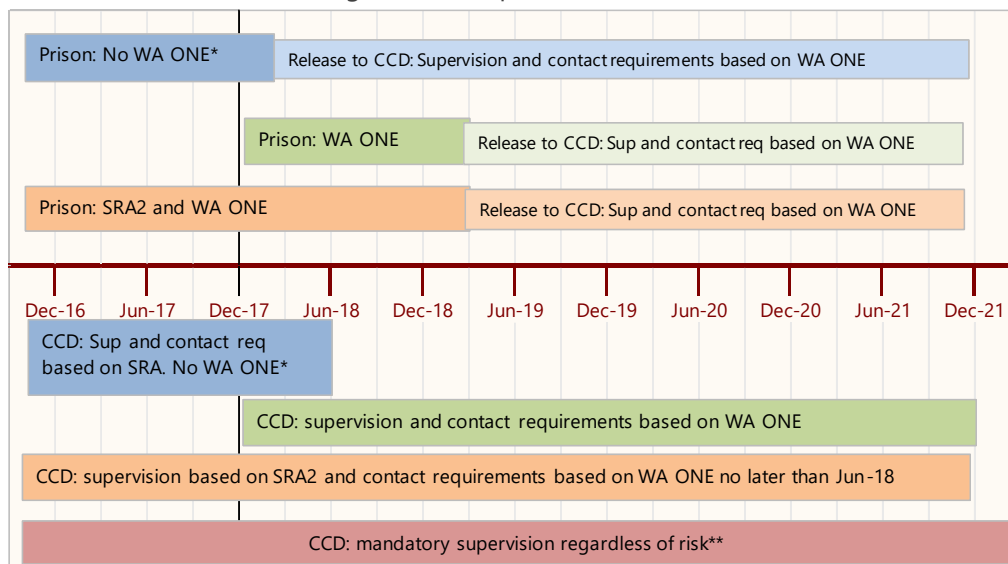 Prison: No WA ONE*
Release to CCD: Supervision and contact requirements based on WA ONE
Prison: WA ONE
Release to CCD: Sup and contact req based on WA ONE
Prison: SRA2 and WA ONE
Release to CCD: Sup and contact req based on WA ONE
Dec-16 Jun-17 Dec-17 Jun-18 Dec-18 Jun-19 Dec-19 Jun-20 Dec-20 Jun-21 Dec-21
CCD: Sup and contact req
based on SRA. No WA ONE*
CCD: supervision and contact requirements based on WA ONE
CCD: supervision based on SRA2 and contact requirements based on WA ONE no later than Jun-18
CCD: mandatory supervision regardless of risk**